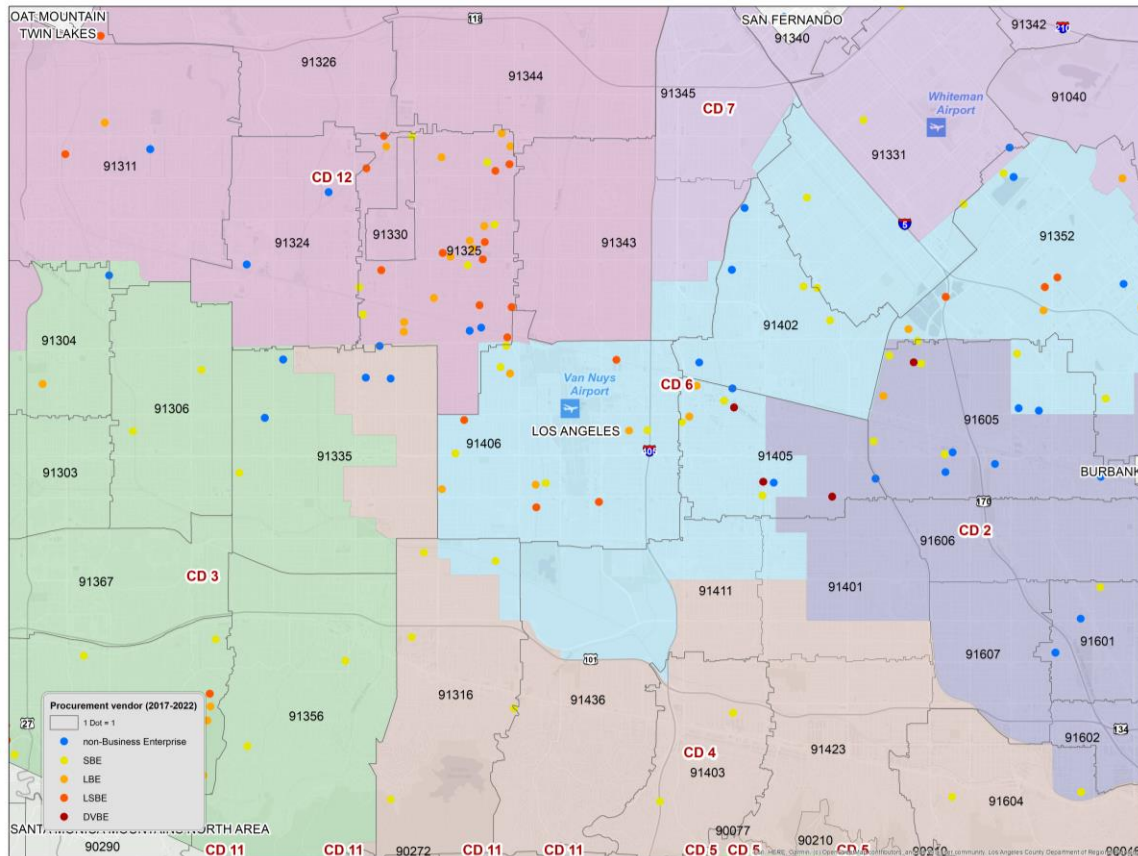 OAT MOUNTAIN
TWIN LAKES
118
SAN FERNANDO
91340
91342
210
91326
91344
91345
CD 7
Whiteman
Airport
91040
91331
91311
CD 12
91324
91330
91325
91343
5
91352
91304
91402
91306
Van Nuys
Airport
CD 6
LOS ANGELES
91406
405
91605
91303
91335
91405
BURBANK
170
CD 2
91606
91367
CD 3
91411
91401
101
91601
91607
91316
91436
91356
27
91602
134
CD 4
91403
91423
91604
Procurement vendor (2017-2022)
1 Dot = 1
non-Business Enterprise
SBE
LBE
LSBE
DVBE
SANTA MONICA MOUNTAINS NORTH AREA
90290
CD 11
CD 11
90272
CD 11
CD 11
90077
CD 5
CD 5
90210
CD 5
90210